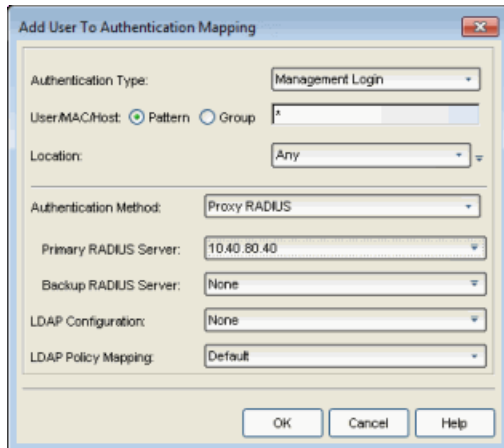 Add User To Authentication Mapping
Authentication Type: Management Login
User/MAC/Host: Pattern Group *
Location: Any
Authentication Method: Proxy RADIUS
Primary RADIUS Server: 10.40.80.40
Backup RADIUS Server: None
LDAP Configuration: None
LDAP Policy Mapping: Default
OK Cancel Help